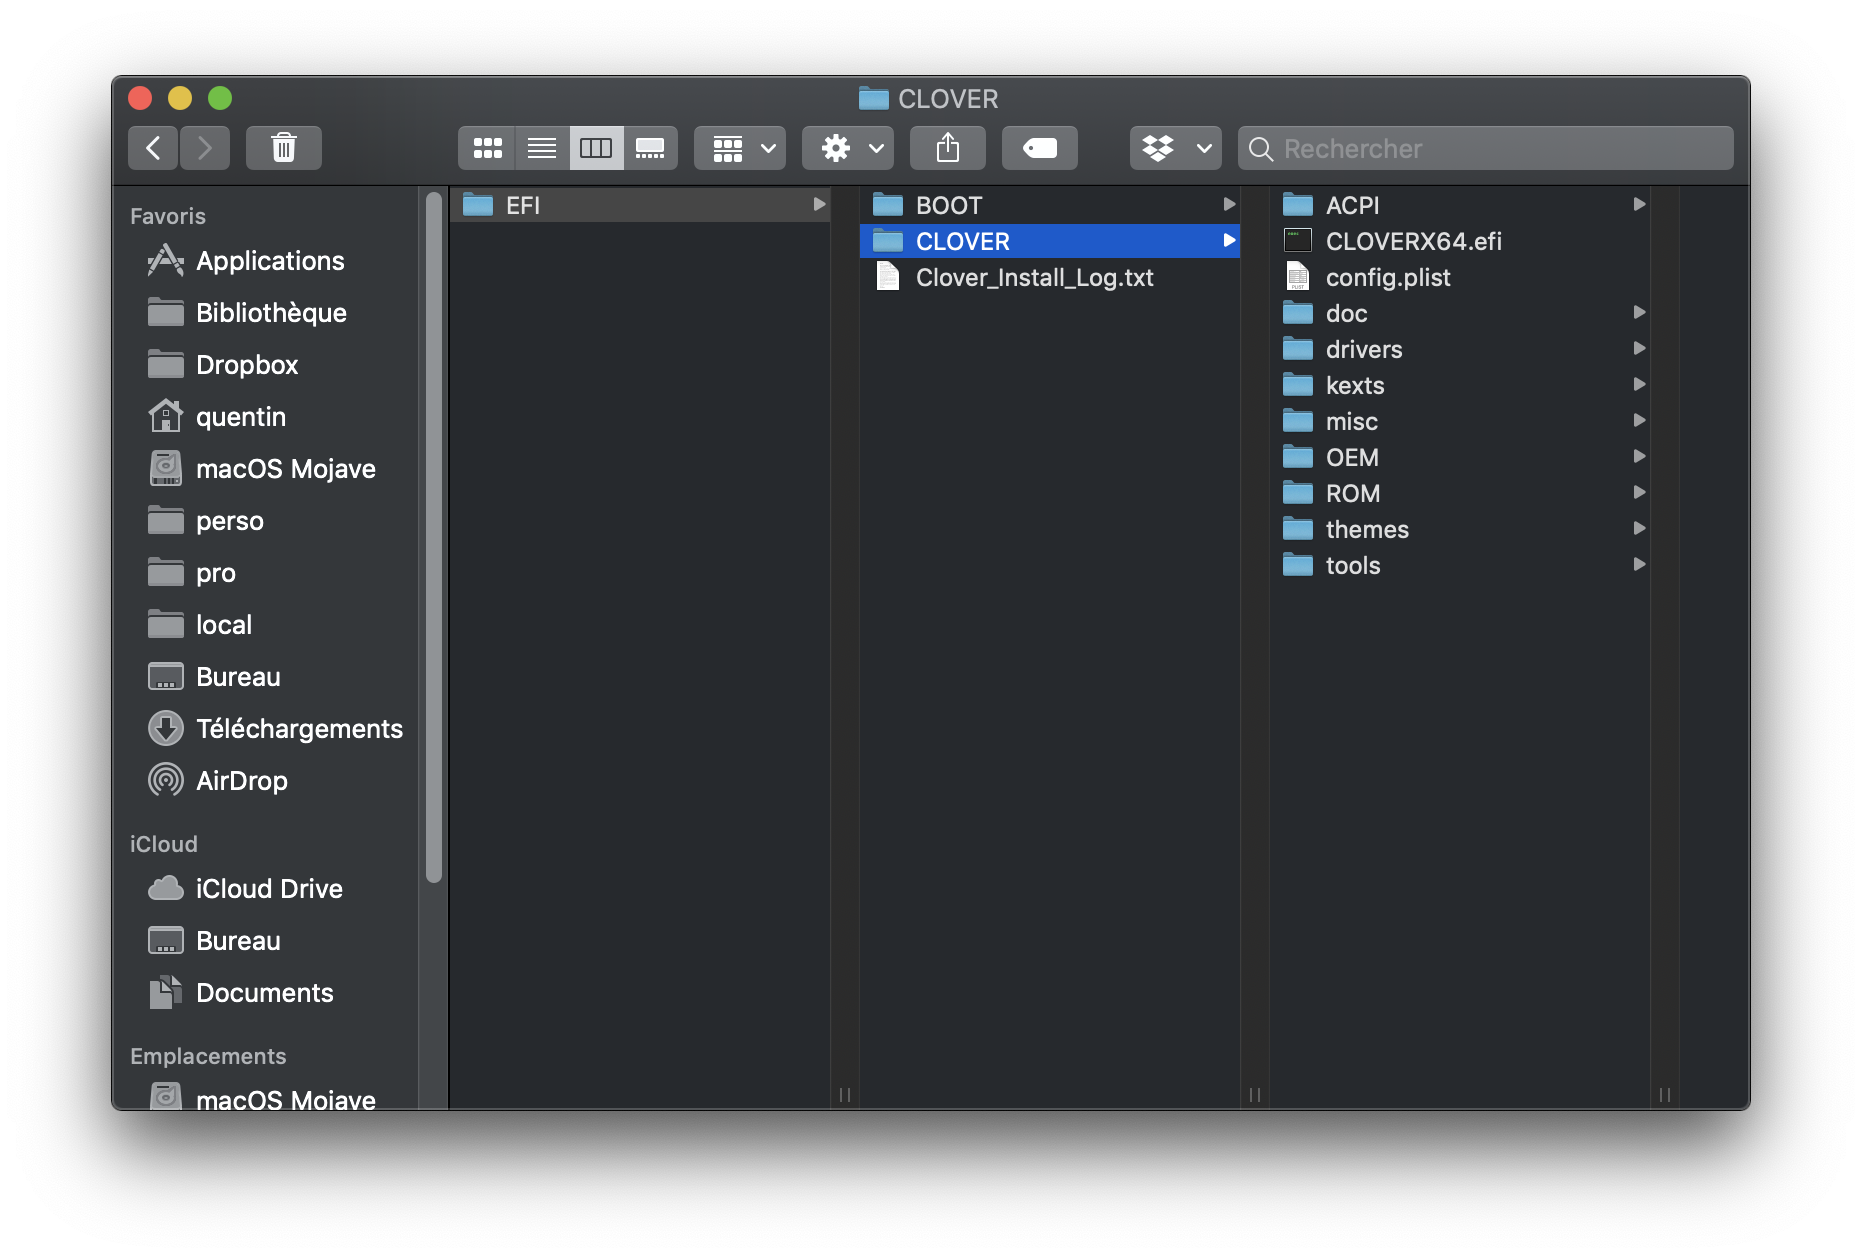 CLOVER
Rechercher
Favoris
Applications
Bibliothèque
Dropbox
quentin
macOS Mojave
perso
pro
local
Bureau
Téléchargements
AirDrop
iCloud
iCloud Drive
Bureau
Documents
Emplacements
macOS Mojave
EFI
BOOT
CLOVER
Clover_Install_Log.txt
ACPI
CLOVERX64.efi
config.plist
doc
drivers
kexts
misc
OEM
ROM
themes
tools